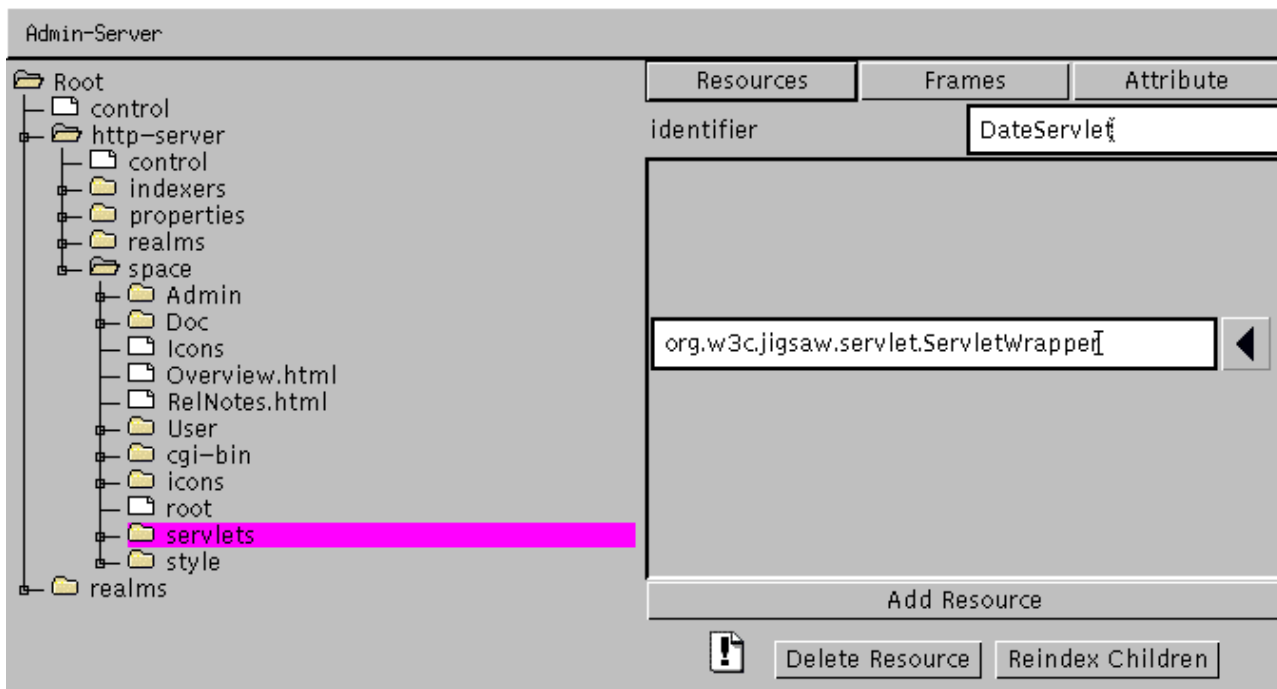 Admin-Server
Root
control
http-server
control
indexers
properties
realms
space
Admin
Doc
Icons
Overview.html
RelNotes.html
User
cgi-bin
icons
root
servlets
style
realms
Resources
Frames
Attribute
identifier
DateServlet
org.w3c.jigsaw.servlet.ServletWrapper
Add Resource
Delete Resource
Reindex Children